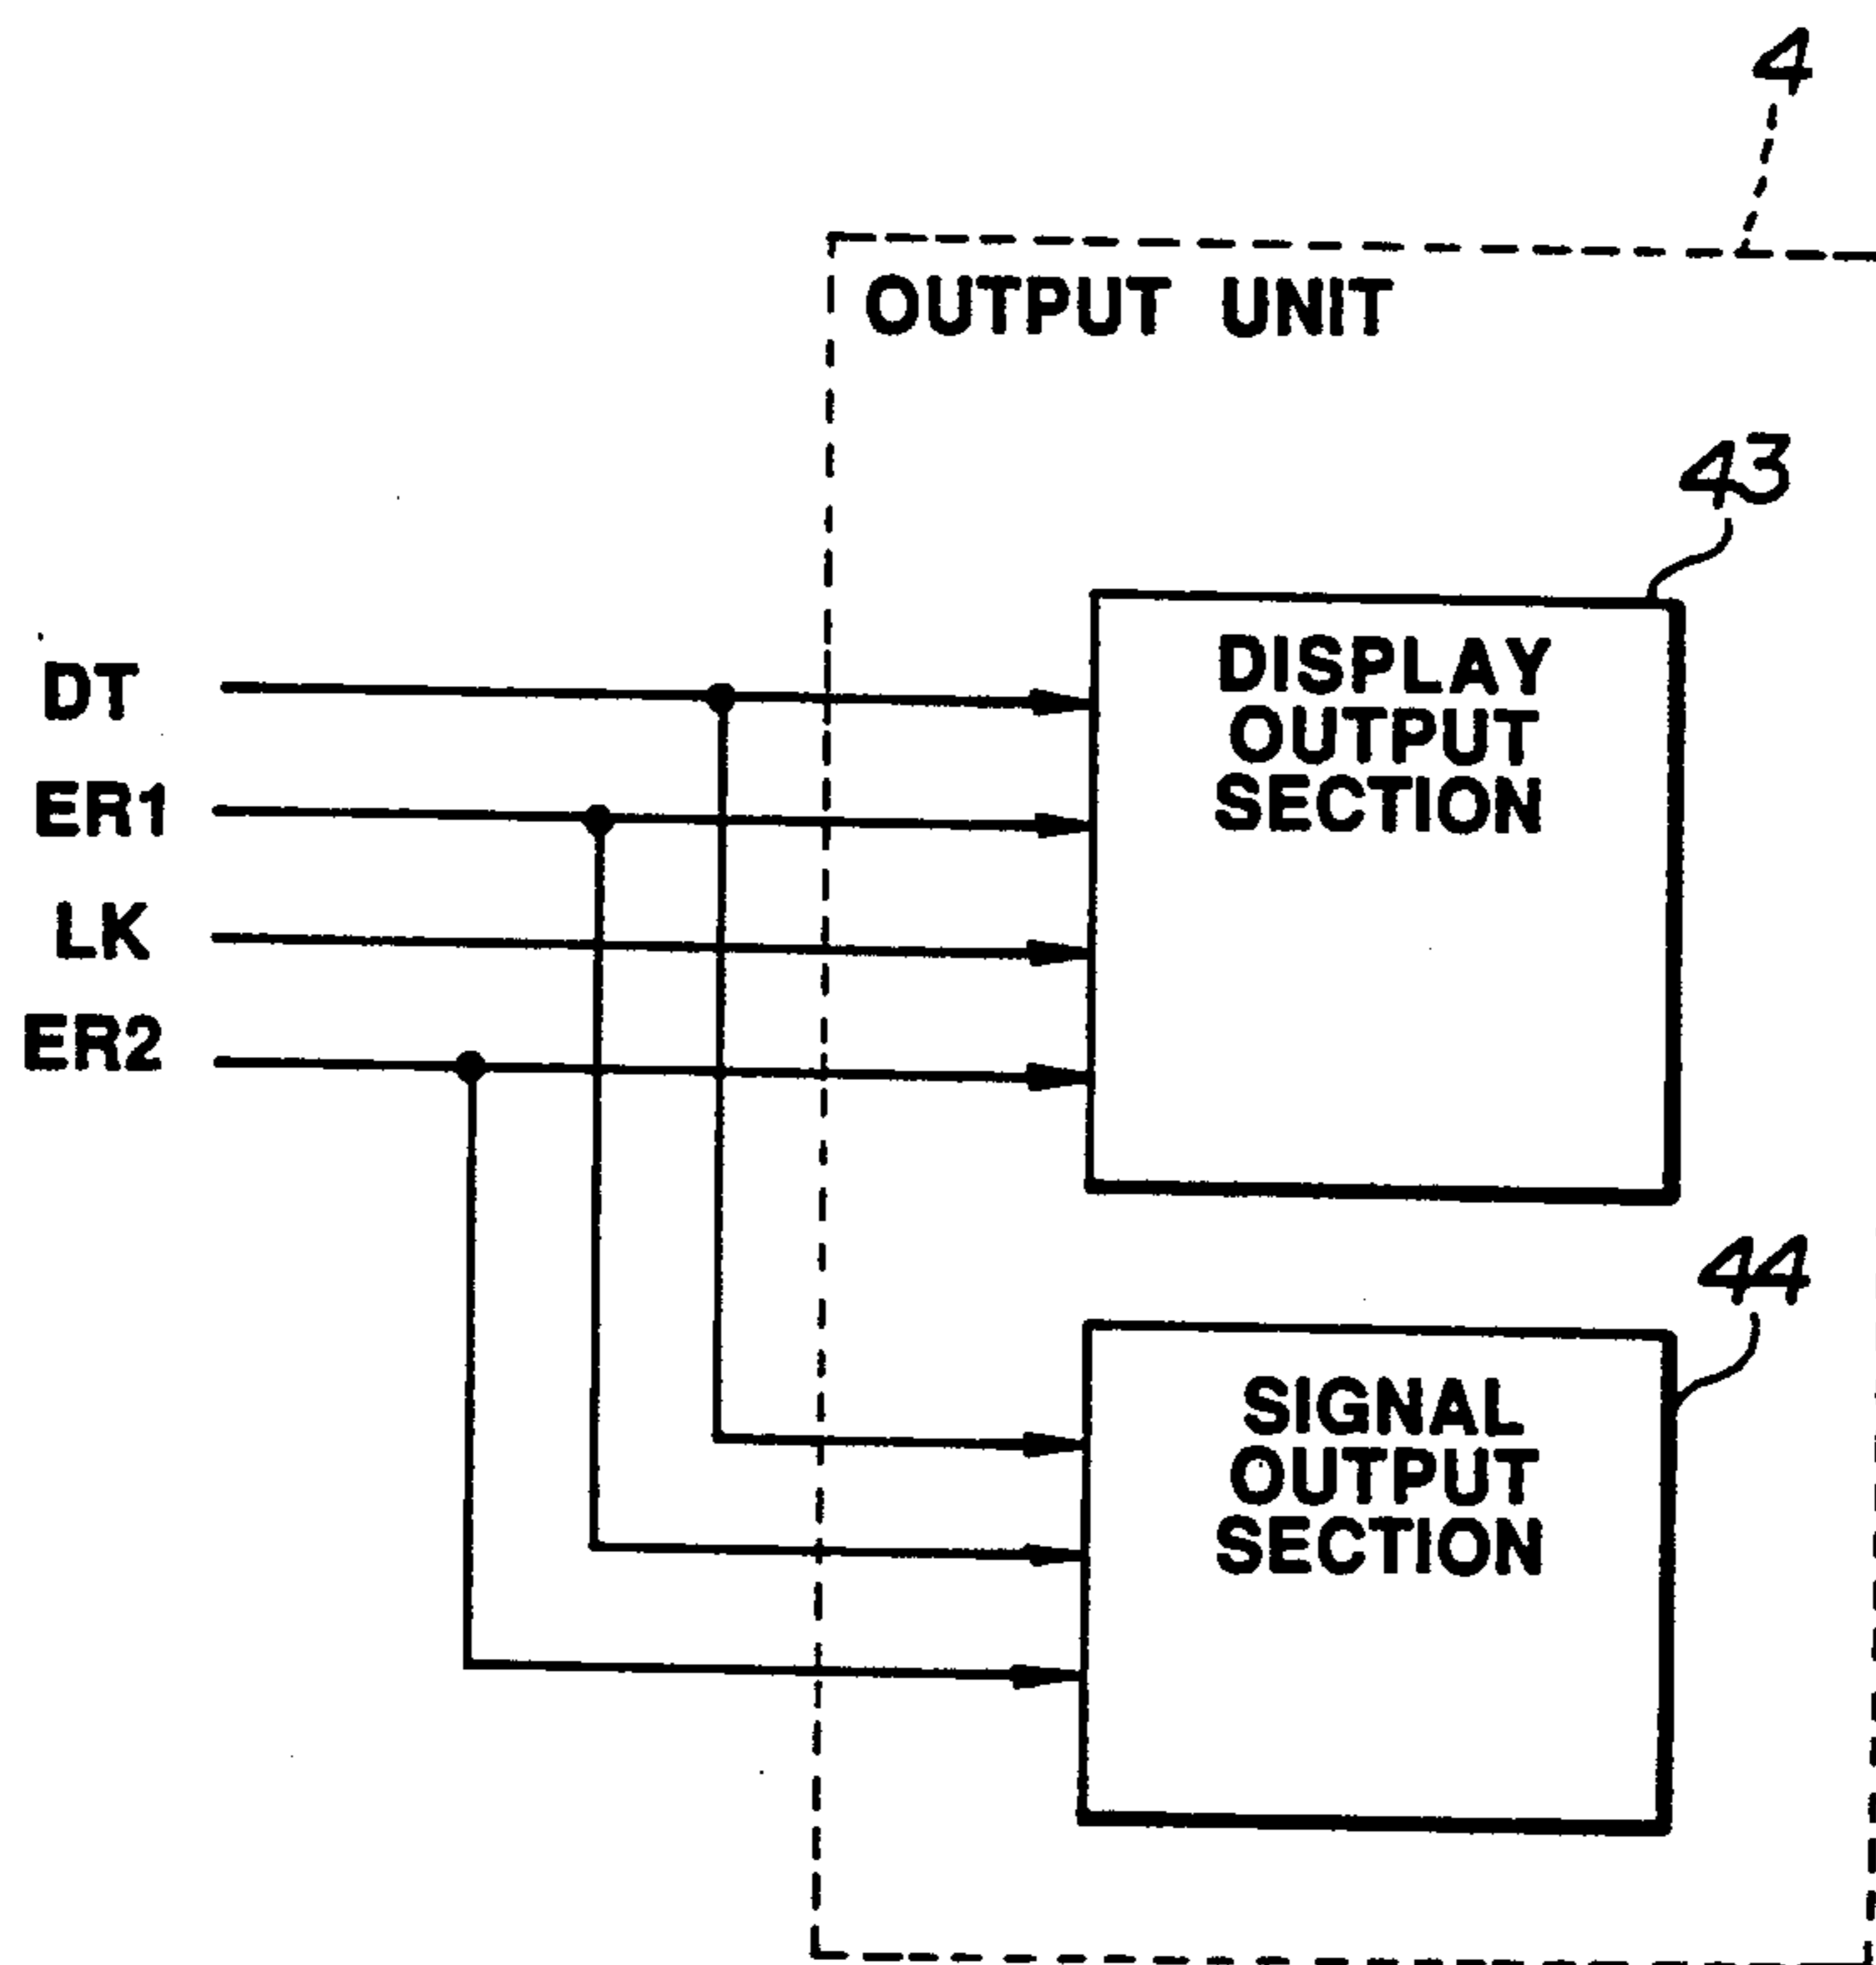 4
OUTPUT UNIT
43
DISPLAY
OUTPUT
SECTION
DT
ER1
LK
ER2
44
SIGNAL
OUTPUT
SECTION